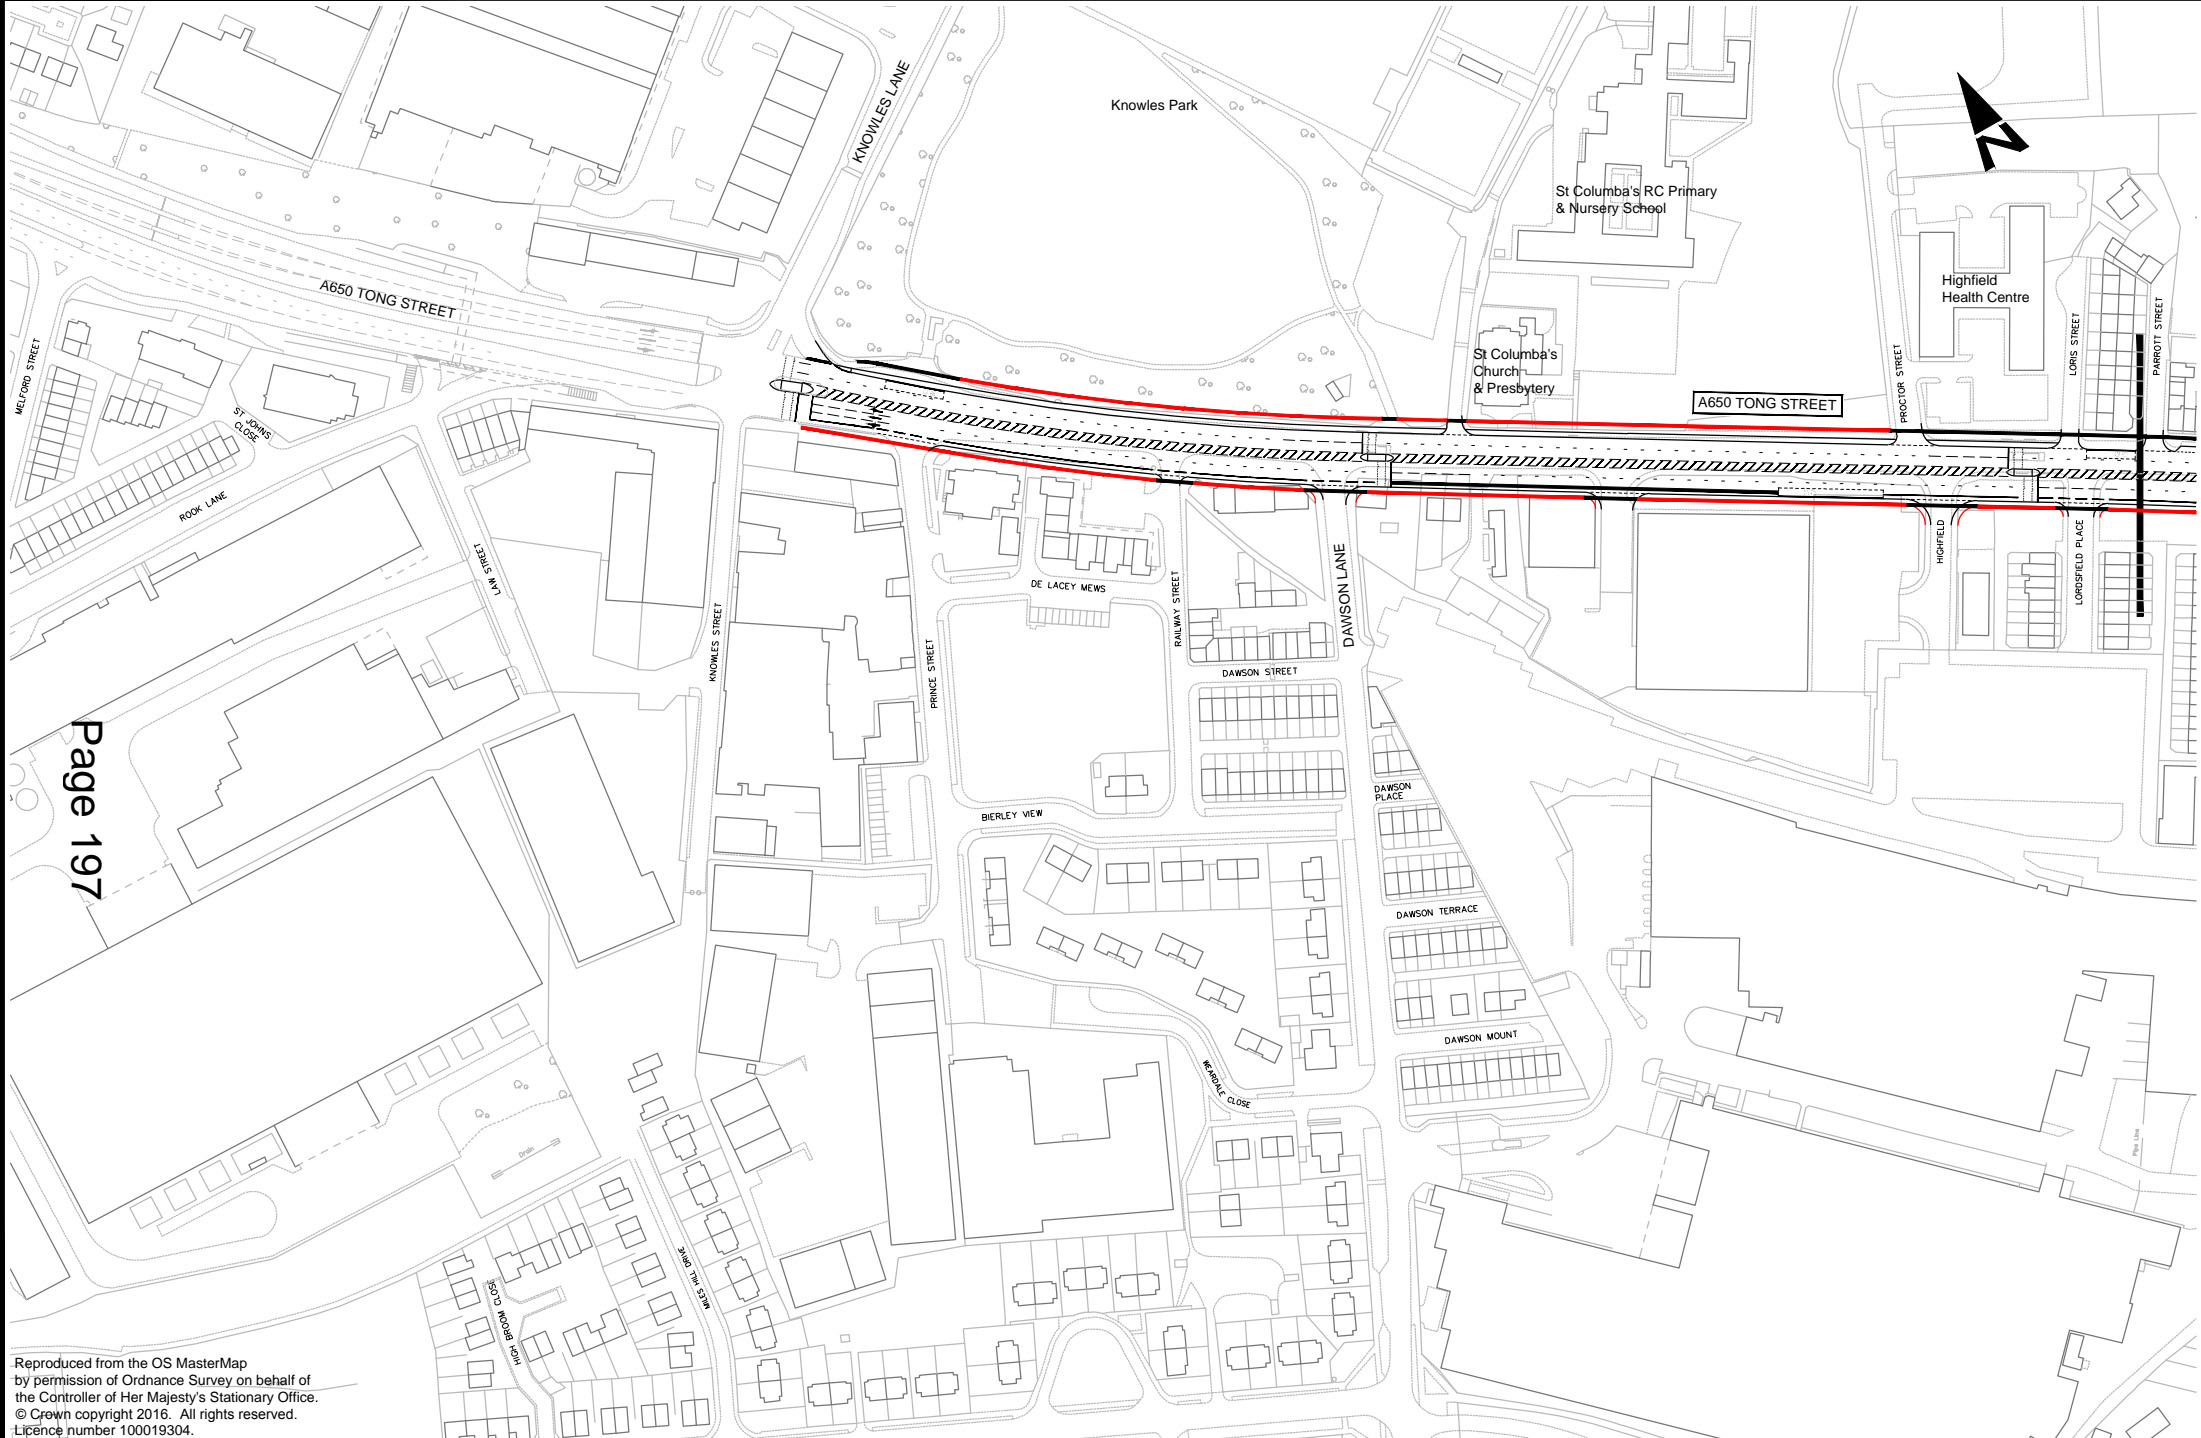 KNOWLES LANE
Knowles Park
St Columba's RC Primary
& Nursery School
Highfield
Health Centre
N
A650 TONG STREET
MELFORD STREET
ST JOHNS
CLOSE
ROOK LANE
LAW STREET
St Columba's
Church
& Presbytery
A650 TONG STREET
PROCTOR STREET
LORIS STREET
PARROTT STREET
KNOWLES STREET
PRINCE STREET
DE LACEY MEWS
RAILWAY STREET
DAWSON LANE
DAWSON STREET
HIGHFIELD
LORDSFIELD PLACE
Page 197
BIERLEY VIEW
DAWSON
PLACE
DAWSON TERRACE
DAWSON MOUNT
WEARDALE CLOSE
Drain
Pipe Line
MILES HILL DRIVE
HIGH BROOM CLOSE
Reproduced from the OS MasterMap
by permission of Ordnance Survey on behalf of
the Controller of Her Majesty's Stationary Office.
© Crown copyright 2016.  All rights reserved.
Licence number 100019304.